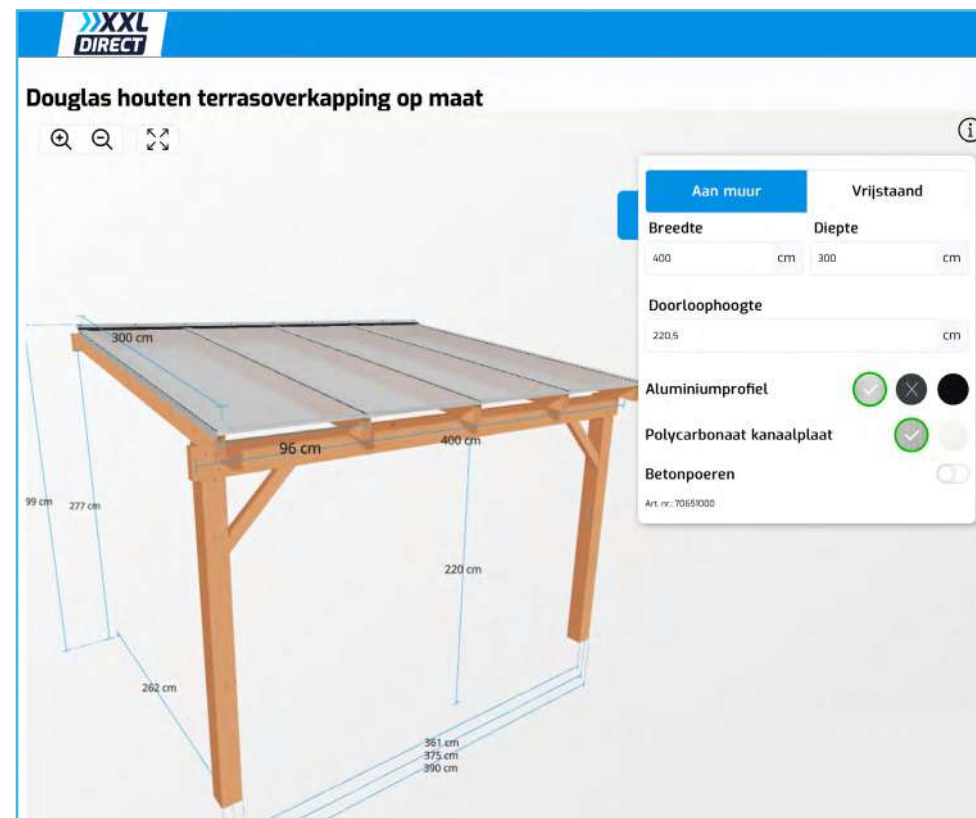 XXL
DIRECT
Douglas houten terrasoverkapping op maat
Aan muur
Vrijstaand
Breedte
Diepte
400 cm
300 cm
Doorloophoogte
220,5 cm
Aluminiumprofiel
Polycarbonaat kanaalplaat
Betonpoeren
Art. nr.: 70651000
300 cm
96 cm
400 cm
99 cm
277 cm
220 cm
262 cm
361 cm
375 cm
390 cm